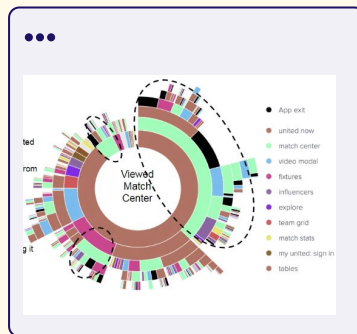 ted
from
g it
Viewed
Match
Center
App exit
united now
match center
video modal
fixtures
influencers
explore
team grid
match stats
my united sign in
tables